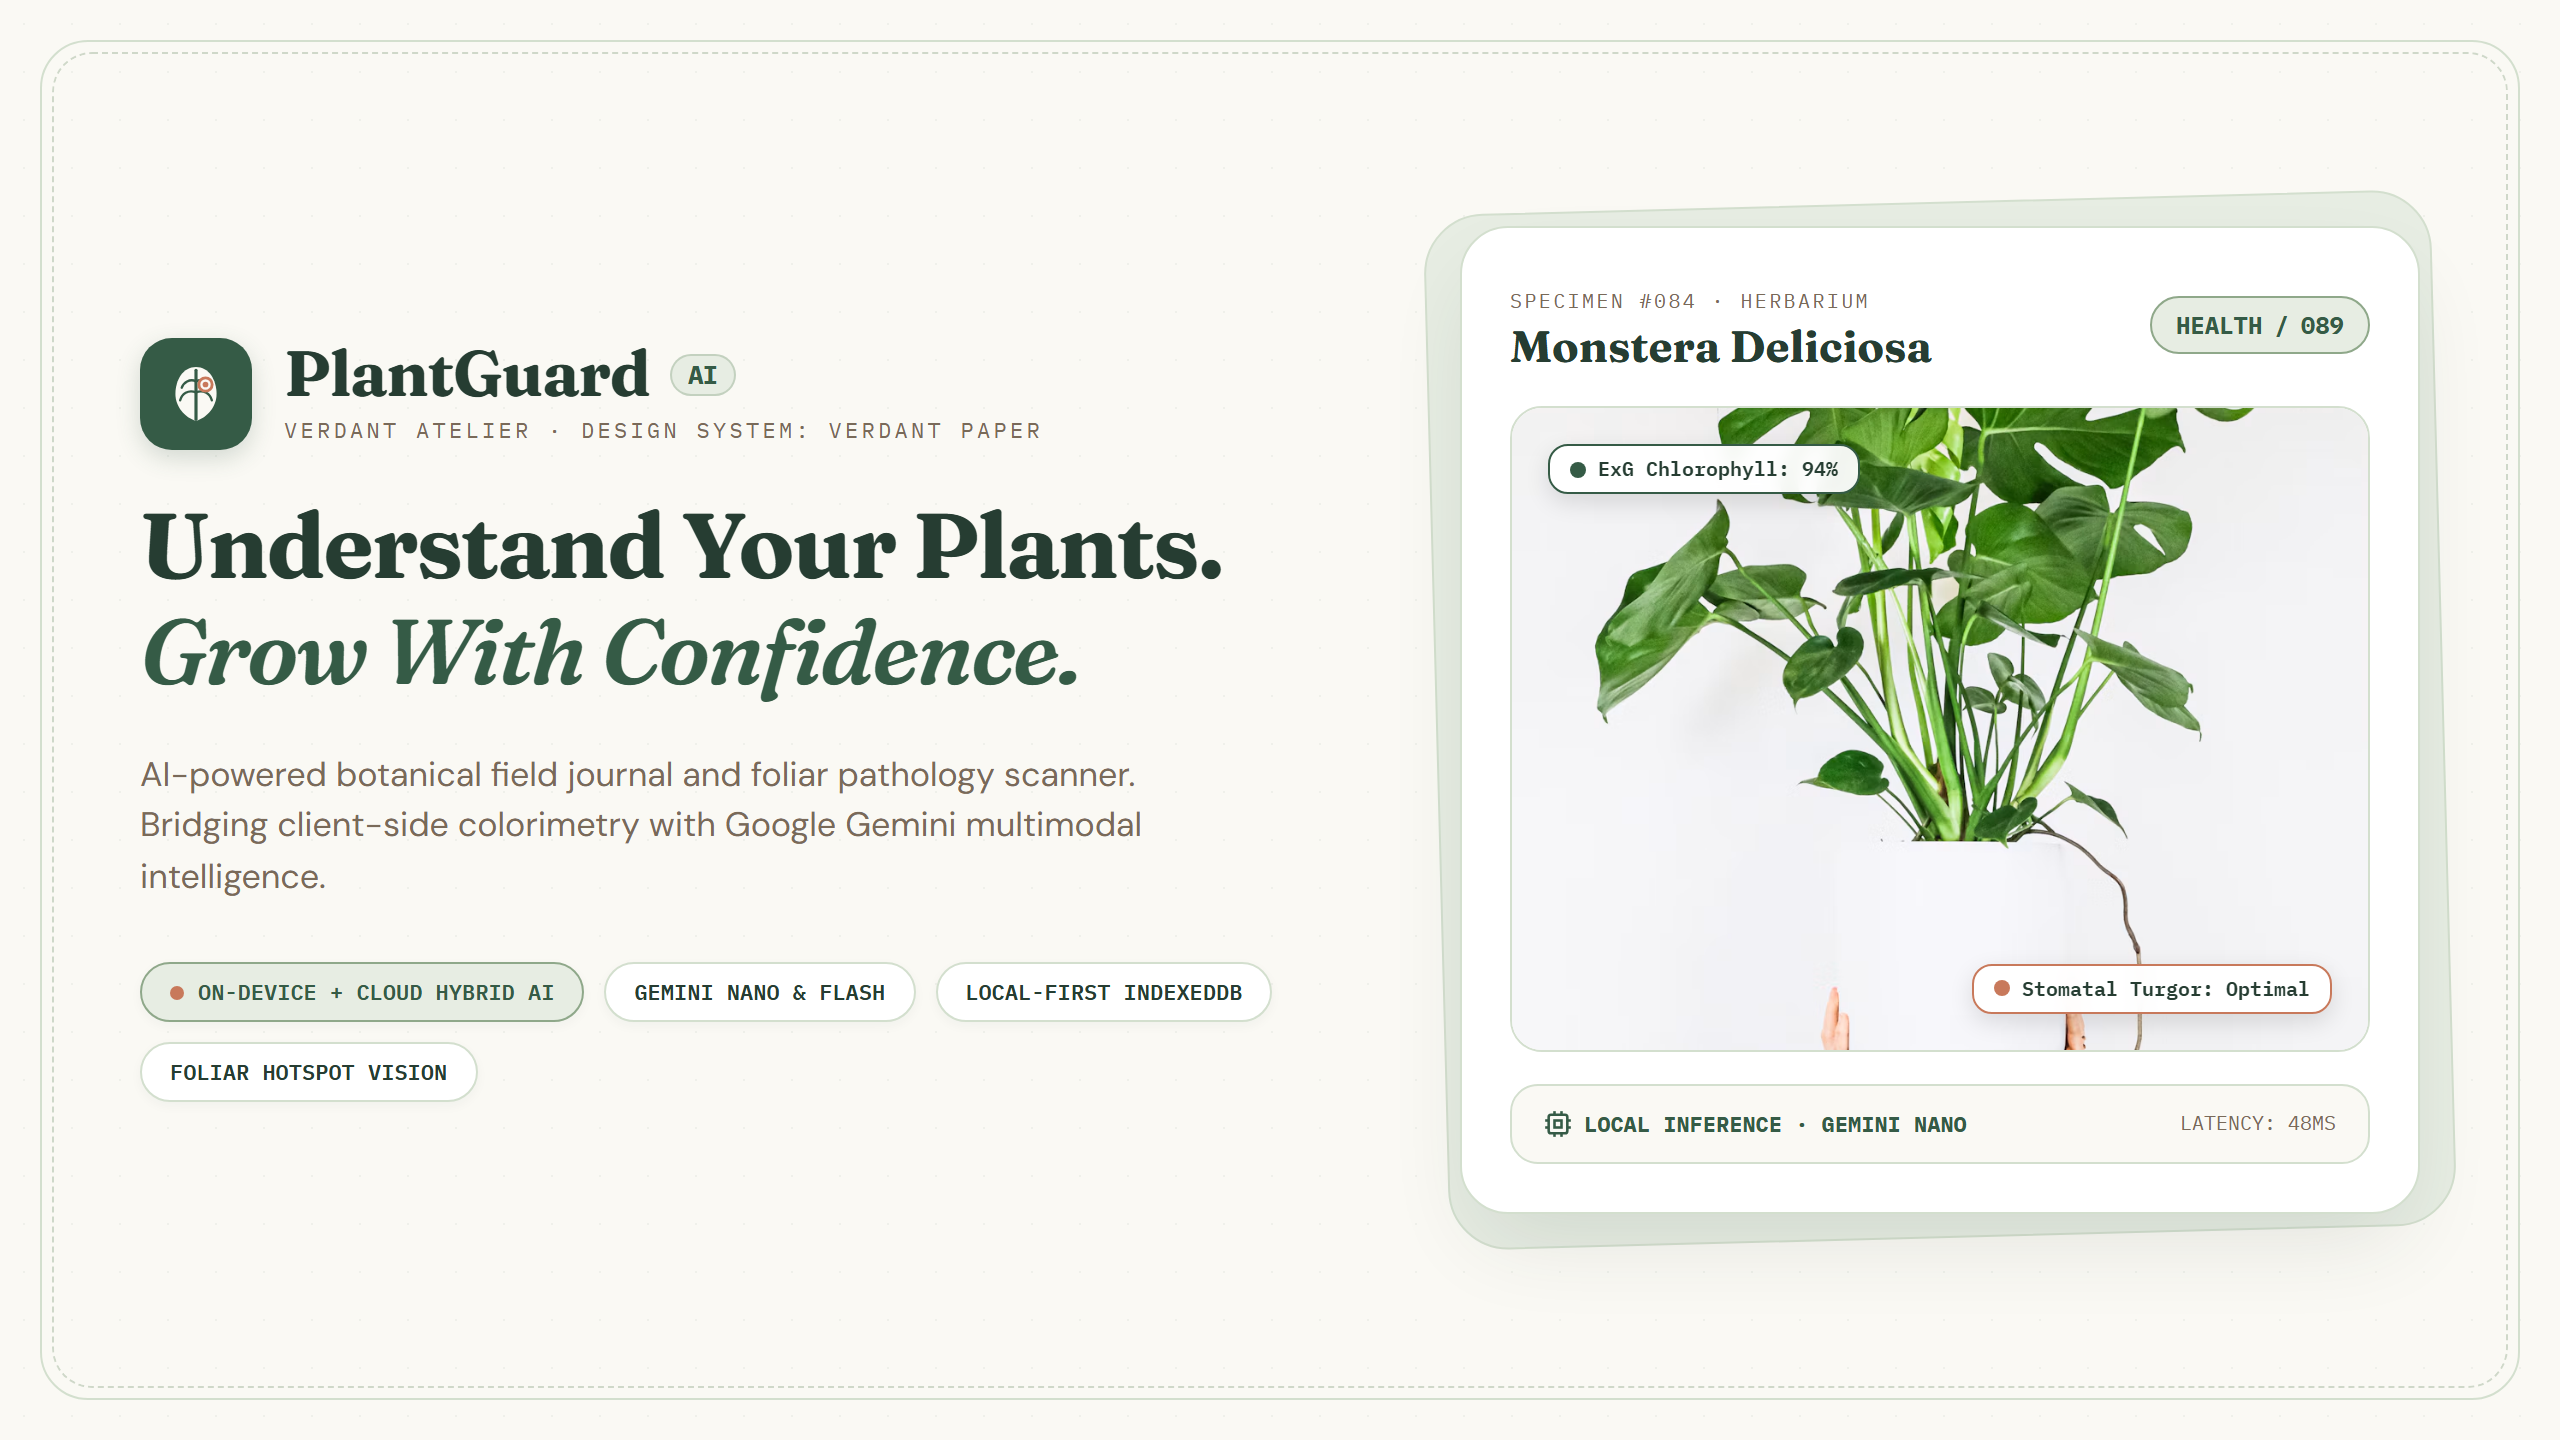 PlantGuard AI
VERDANT ATELIER · DESIGN SYSTEM: VERDANT PAPER
Understand Your Plants.
Grow With Confidence.
AI-powered botanical field journal and foliar pathology scanner.
Bridging client-side colorimetry with Google Gemini multimodal
intelligence.
ON-DEVICE + CLOUD HYBRID AI
GEMINI NANO & FLASH
LOCAL-FIRST INDEXEDDB
FOLIAR HOTSPOT VISION
SPECIMEN #084 · HERBARIUM
Monstera Deliciosa
HEALTH / 089
ExG Chlorophyll: 94%
Stomatal Turgor: Optimal
LOCAL INFERENCE · GEMINI NANO
LATENCY: 48MS